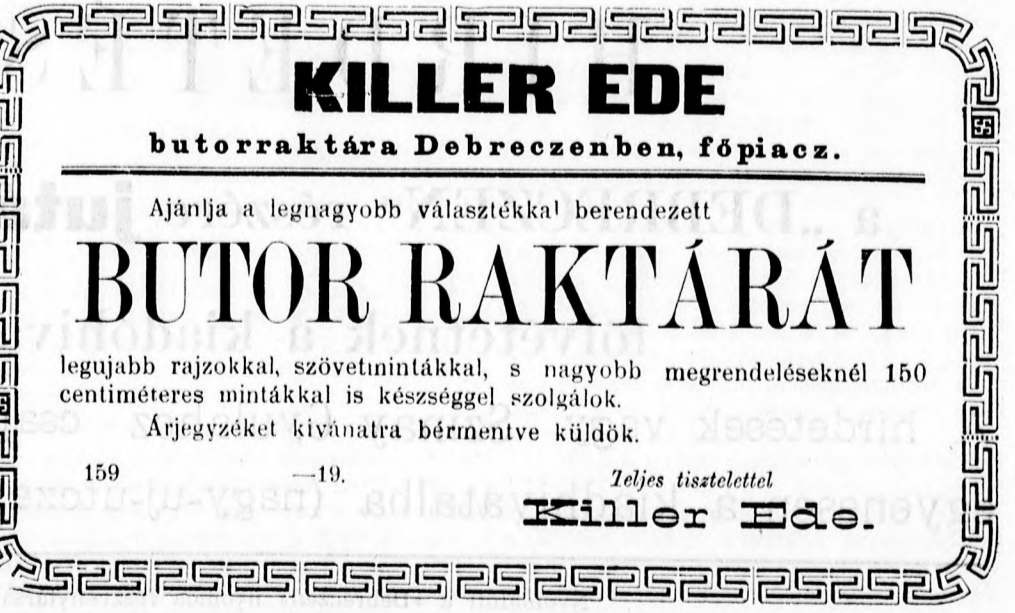 KILLER EDE
butorraktára Debreczenben, főpiacz.
Ajánlja a legnagyobb választékkal berendezett
BUTOR RAKTÁRÁT
legujabb rajzokkal, szövetmintákkal, s nagyobb megrendeléseknél 150
centiméteres mintákkal is készséggel szolgálok.
Árjegyzéket kivánatra bérmentve küldök.
159 —19. Teljes tisztelettel
Killer Ede.